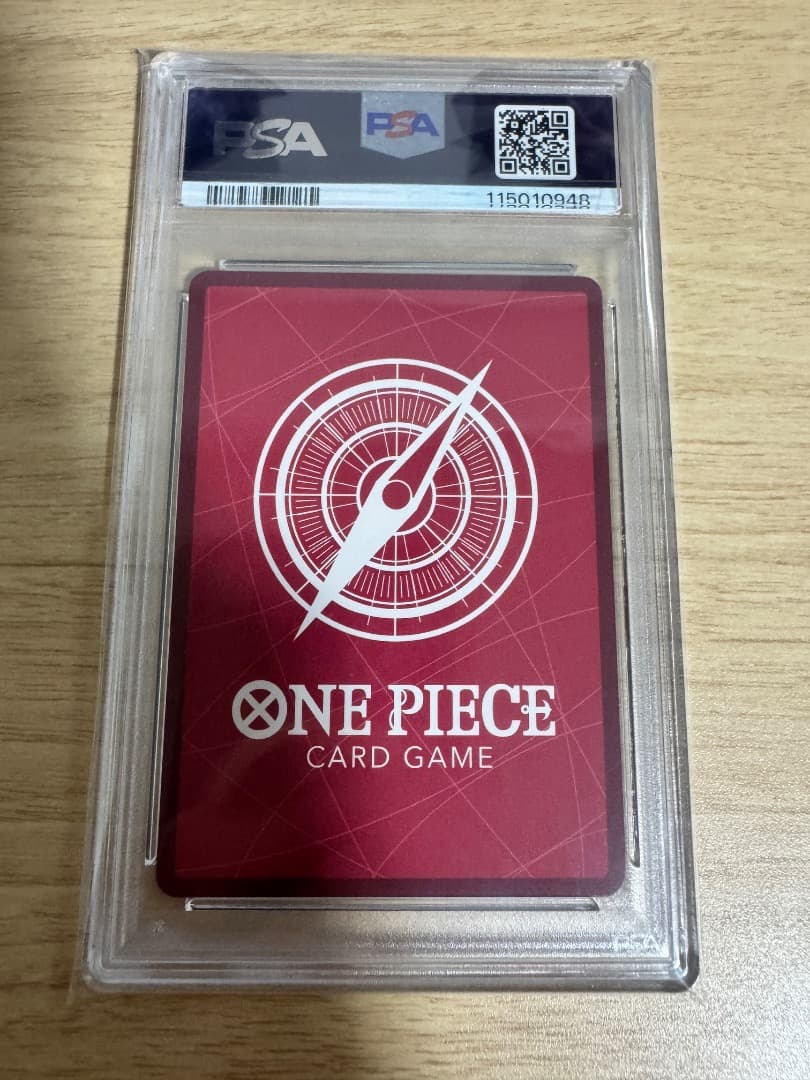 PSA PSA
115010948
ONE PIECE
CARD GAME